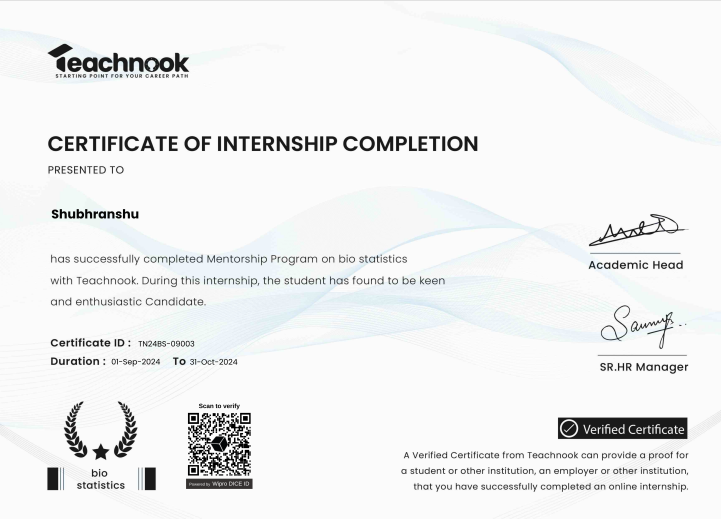 Teachnook
STARTING POINT FOR YOUR CAREER PATH
CERTIFICATE OF INTERNSHIP COMPLETION
PRESENTED TO
Shubhranshu
has successfully completed Mentorship Program on bio statistics
with Teachnook. During this internship, the student has found to be keen
and enthusiastic Candidate.
Certificate ID : TN24BS-09003
Duration : 01-Sep-2024 To 31-Oct-2024
Academic Head
SR.HR Manager
bio
statistics
Scan to verify
Powered by Wipro DICE ID
Verified Certificate
A Verified Certificate from Teachnook can provide a proof for
a student or other institution, an employer or other institution,
that you have successfully completed an online internship.